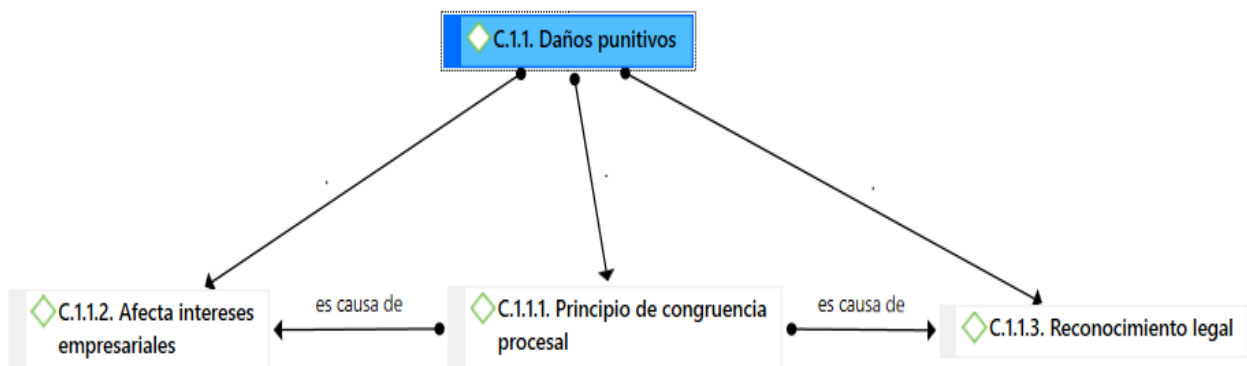 C.1.1. Daños punitivos
C.1.1.2. Afecta intereses
empresariales
es causa de
C.1.1.1. Principio de congruencia
procesal
es causa de
C.1.1.3. Reconocimiento legal